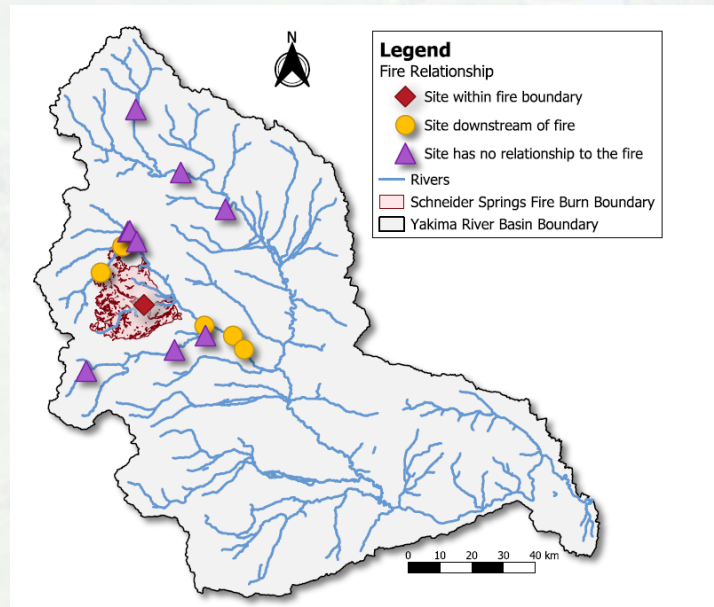 N
Legend
Fire Relationship
Site within fire boundary
Site downstream of fire
Site has no relationship to the fire
Rivers
Schneider Springs Fire Burn Boundary
Yakima River Basin Boundary
0 10 20 30 40 km